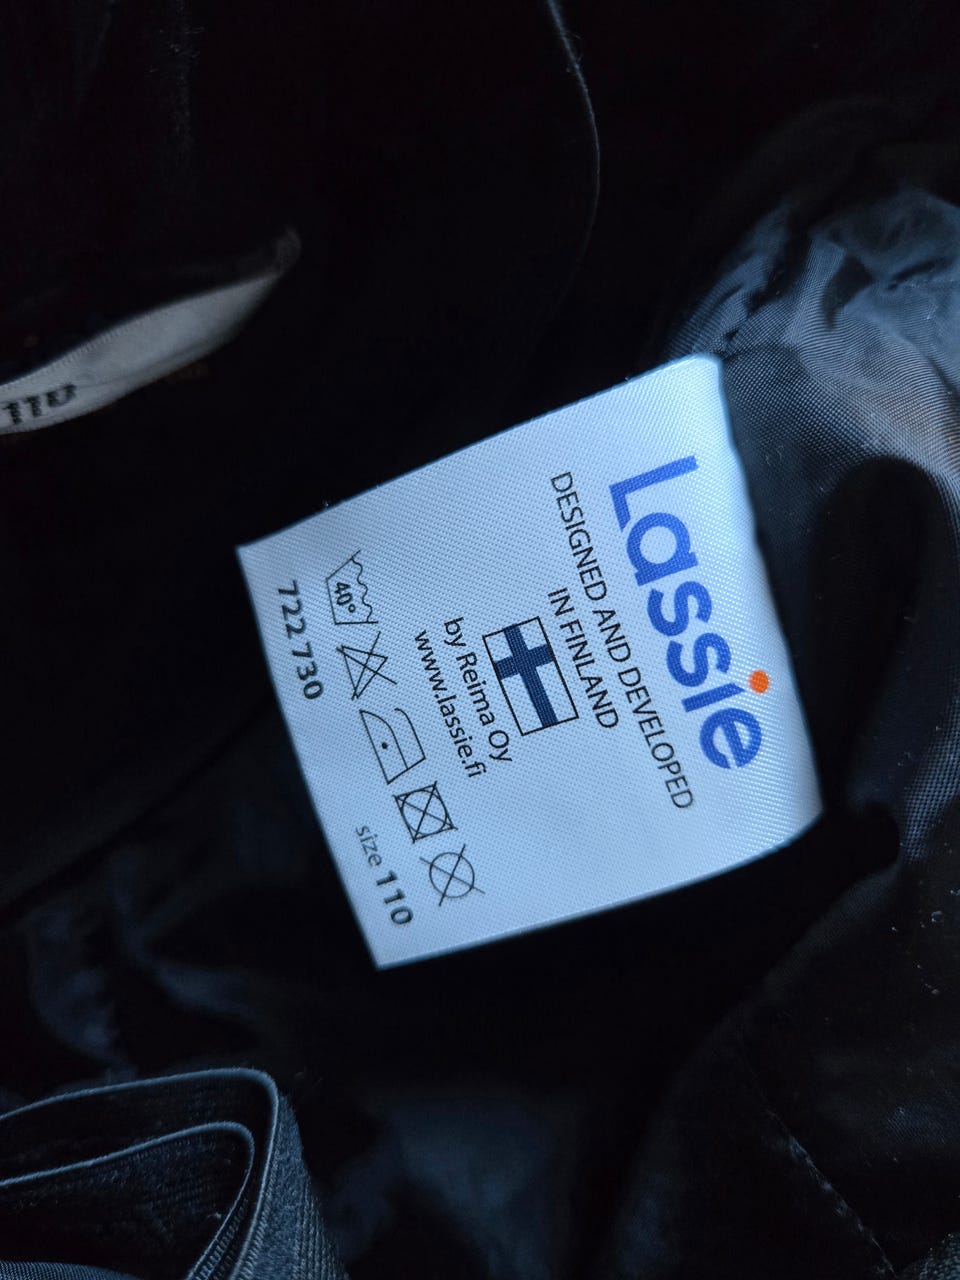 Lassie
DESIGNED AND DEVELOPED
IN FINLAND
by Reima Oy
www.lassie.fi
40°
722 730
size 110
110